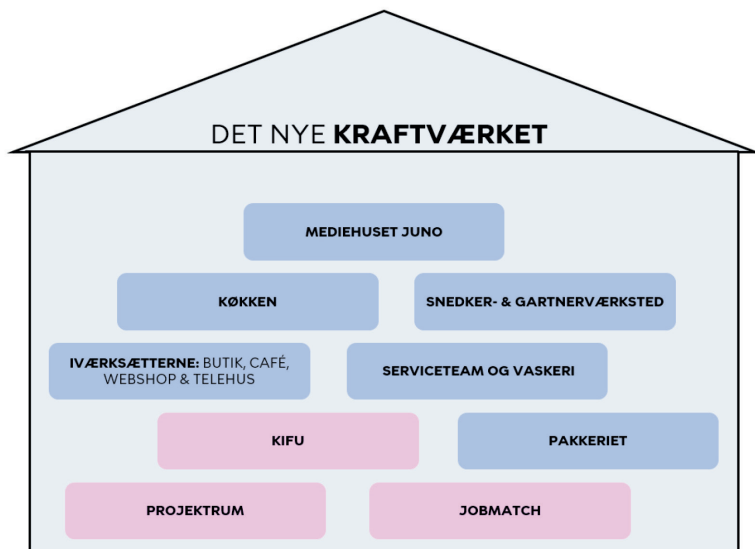 DET NYE KRAFTVÆRKET
MEDIEHUSET JUNO
KØKKEN
SNEDKER- & GARTNERVÆRKSTED
IVÆRKSÆTTERNE: BUTIK, CAFÉ,
WEBSHOP & TELEHUS
SERVICETEAM OG VASKERI
KIFU
PAKKERIET
PROJEKTRUM
JOBMATCH